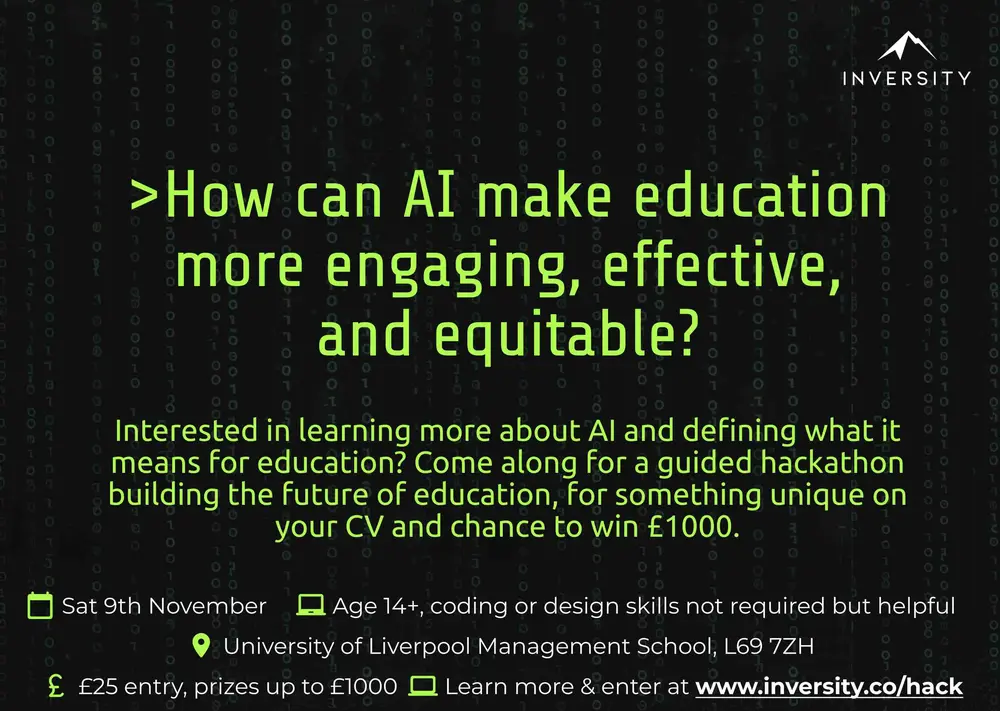 INVERSITY
>How can AI make education
more engaging, effective,
and equitable?
Interested in learning more about AI and defining what it
means for education? Come along for a guided hackathon
building the future of education, for something unique on
your CV and chance to win £1000.
Sat 9th November
Age 14+, coding or design skills not required but helpful
University of Liverpool Management School, L69 7ZH
£ £25 entry, prizes up to £1000
Learn more & enter at www.inversity.co/hack